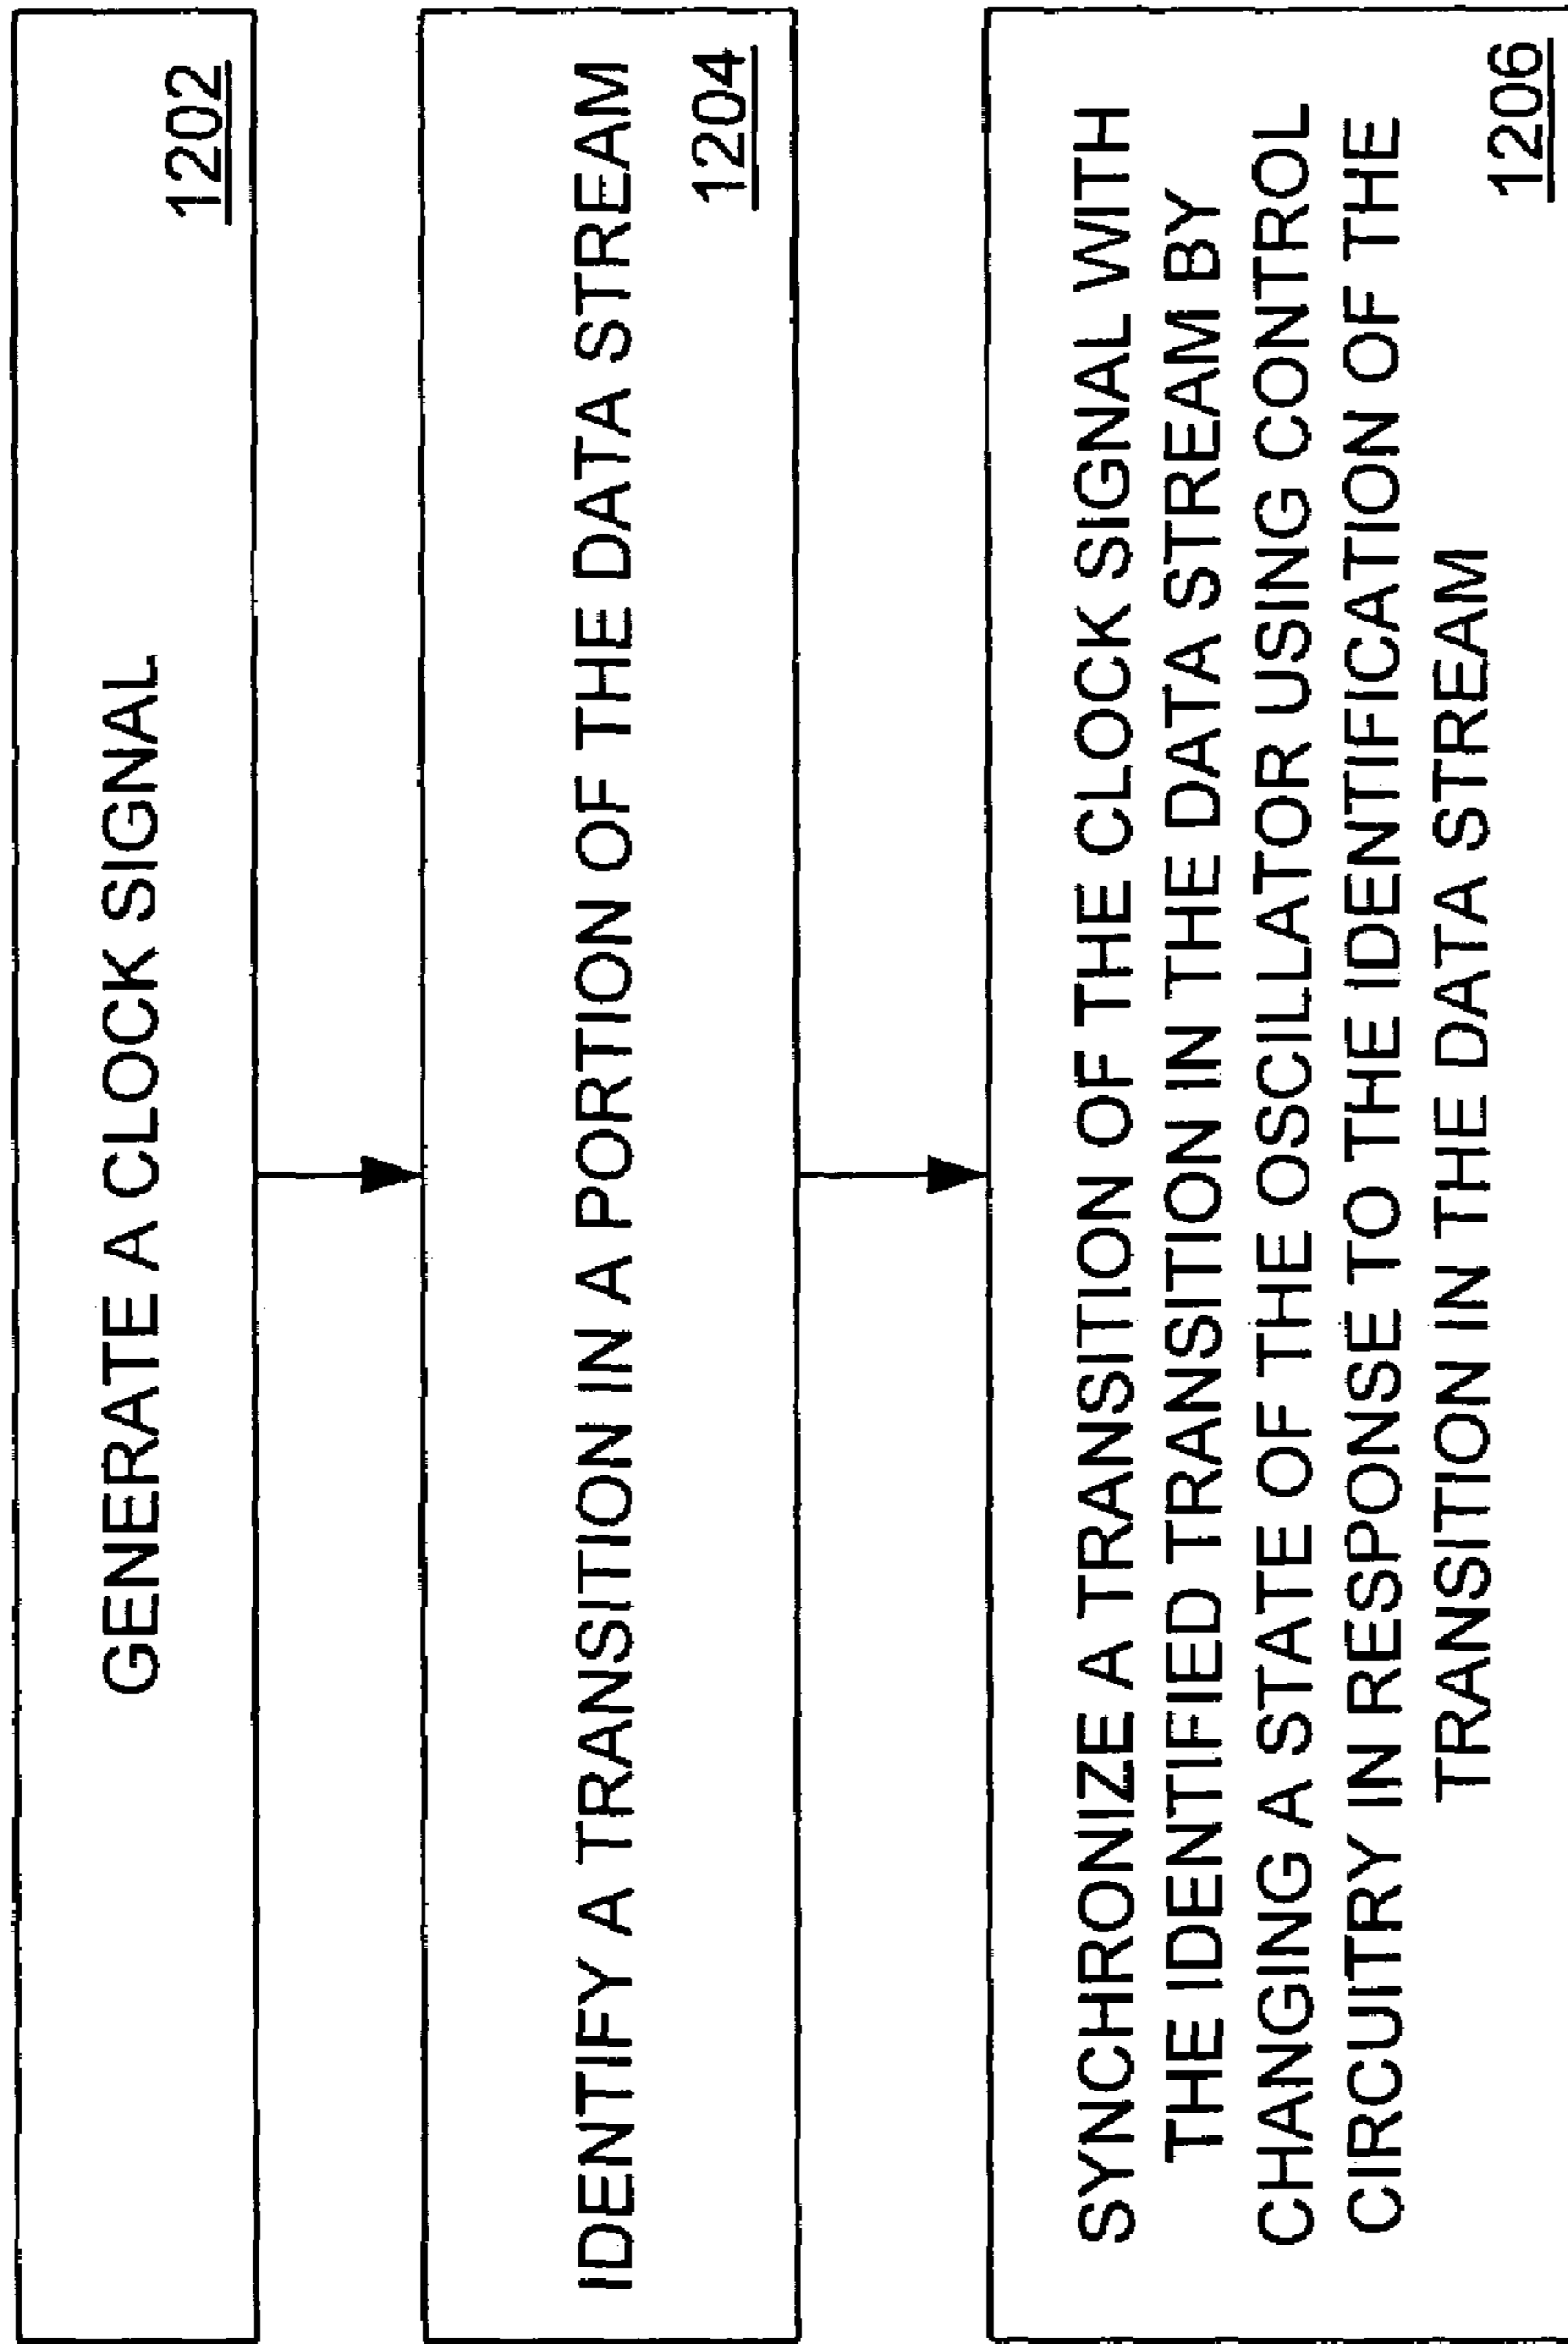 GENERATE A CLOCK SIGNAL
1202
IDENTIFY A TRANSITION IN A PORTION OF THE DATA STREAM
1204
SYNCHRONIZE A TRANSITION OF THE CLOCK SIGNAL WITH
THE IDENTIFIED TRANSITION IN THE DATA STREAM BY
CHANGING A STATE OF THE OSCILLATOR USING CONTROL
CIRCUITRY IN RESPONSE TO THE IDENTIFICATION OF THE
TRANSITION IN THE DATA STREAM
1206